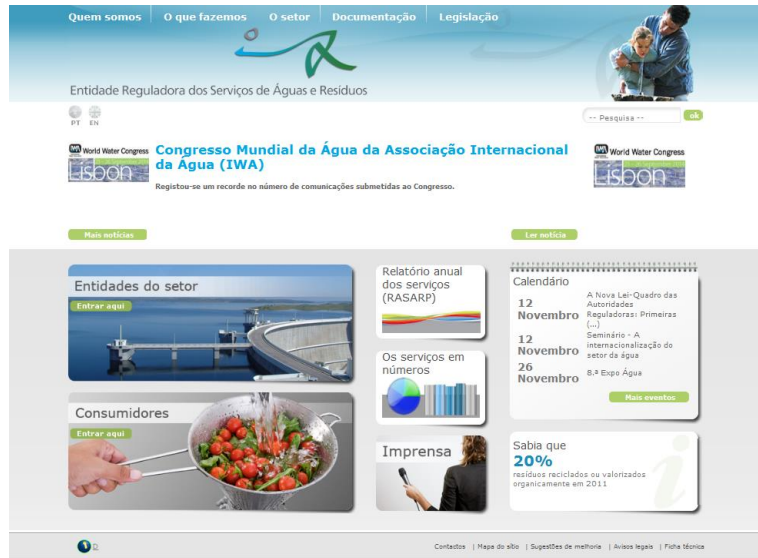 Quem somos O que fazemos O setor Documentação Legislação
Entidade Reguladora dos Serviços de Águas e Resíduos
PT EN
-- Pesquisa -- ok
World Water Congress
Lisbon
Congresso Mundial da Água da Associação Internacional
da Água (IWA)
Registou-se um recorde no número de comunicações submetidas ao Congresso.
World Water Congress
Lisbon
Mais notícias
Ler notícia
Entidades do setor
Entrar aqui
Relatório anual
dos serviços
(RASARP)
Calendário
12
Novembro
A Nova Lei-Quadro das
Autoridades
Reguladoras: Primeiras
(...)
12
Novembro
Seminário - A
internacionalização do
setor da água
26
Novembro
8.ª Expo Água
Mais eventos
Os serviços em
números
Consumidores
Entrar aqui
Imprensa
Sabia que
20%
resíduos reciclados ou valorizados
organicamente em 2011
Contactos | Mapa do sítio | Sugestões de melhoria | Avisos legais | Ficha técnica